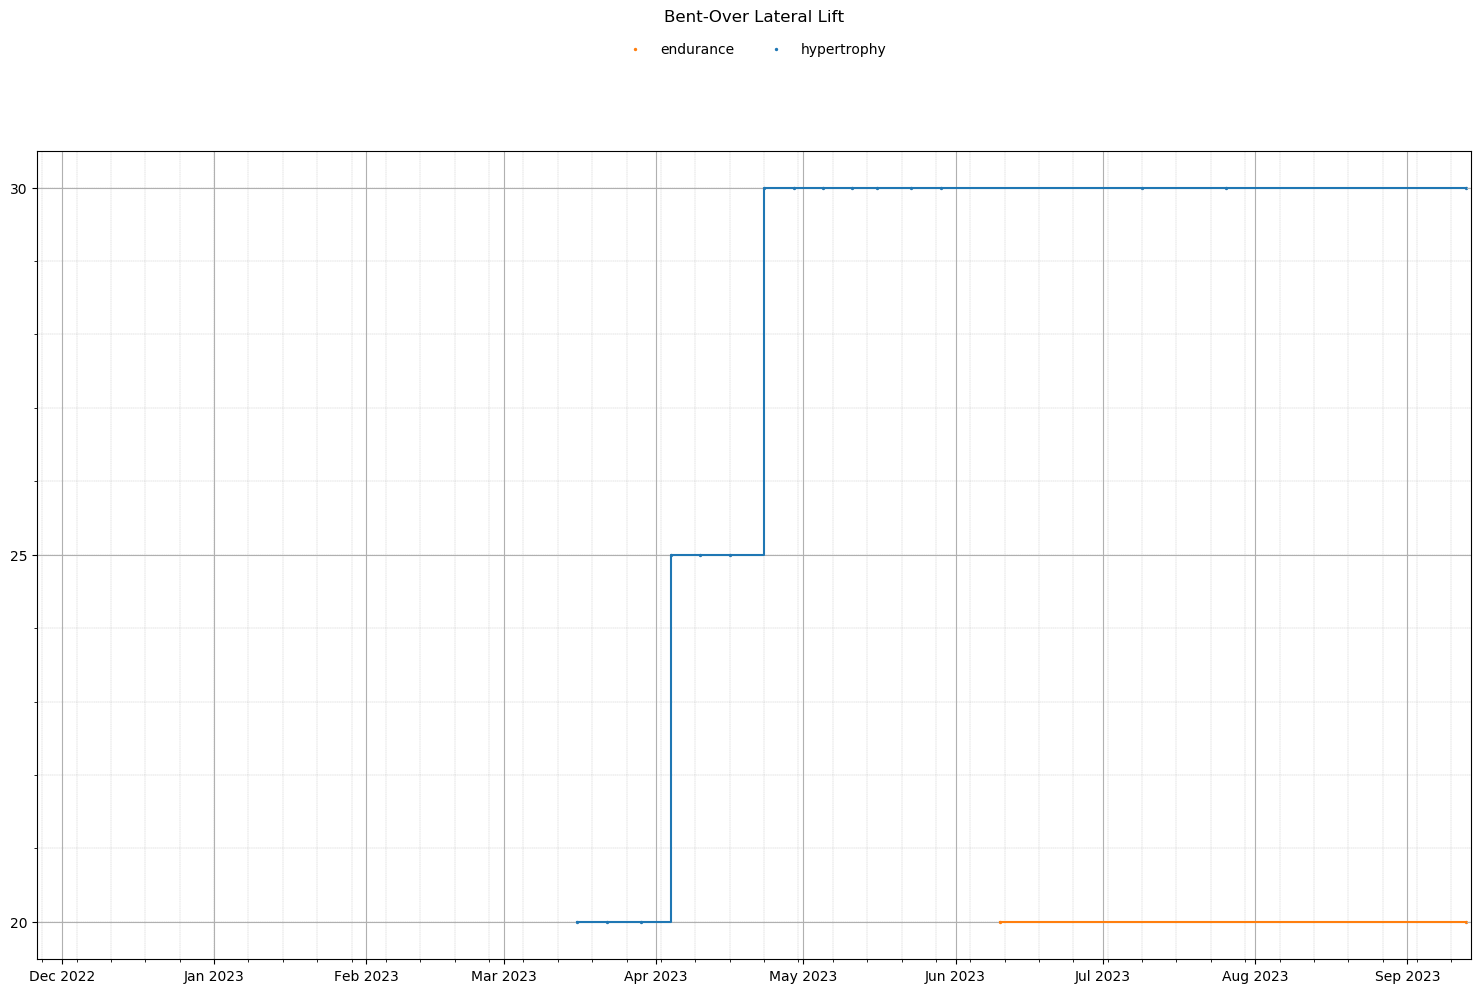 Bent-Over Lateral Lift
endurance hypertrophy
30
25
20
Dec 2022 Jan 2023 Feb 2023 Mar 2023 Apr 2023 May 2023 Jun 2023 Jul 2023 Aug 2023 Sep 2023